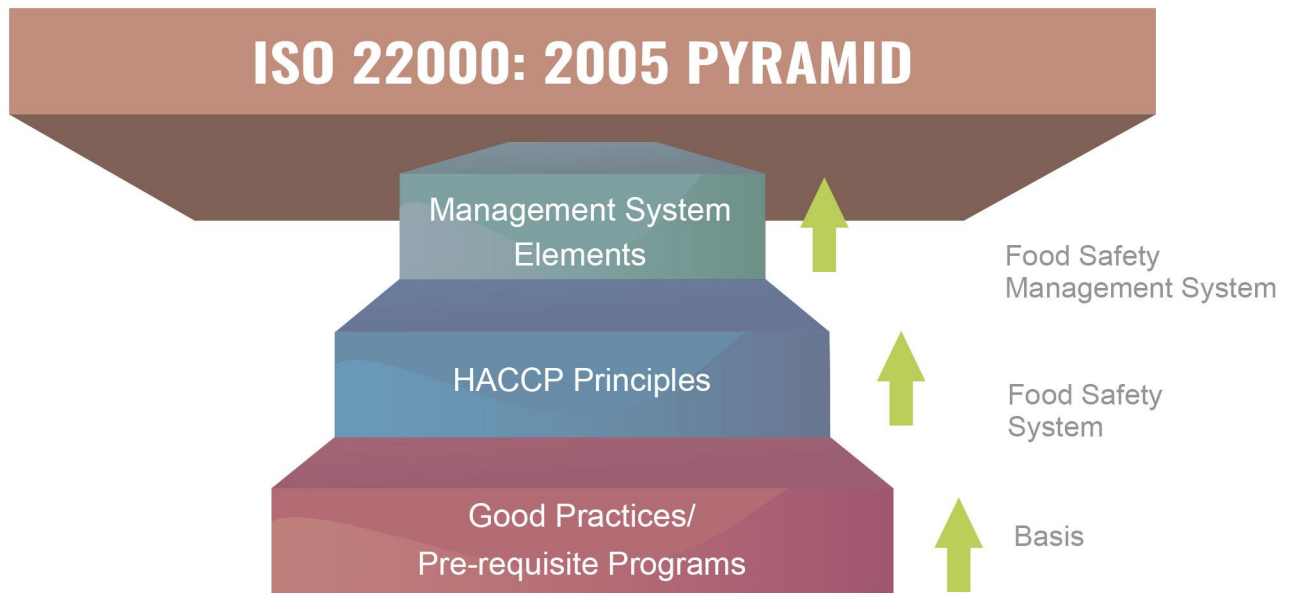 ISO 22000: 2005 PYRAMID
Management System
Elements
Food Safety
Management System
HACCP Principles
Food Safety
System
Good Practices/
Pre-requisite Programs
Basis